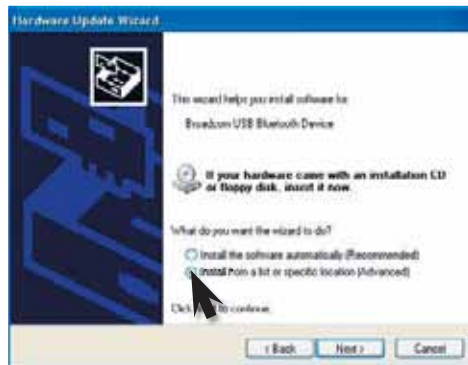 Hardware Update Wizard
This wizard helps you install software for:
Broadcom USB Bluetooth Device
If your hardware came with an installation CD
or floppy disk, insert it now.
What do you want the wizard to do?
Install the software automatically (Recommended)
Install from a list or specific location (Advanced)
Click to continue.
< Back
Next >
Cancel